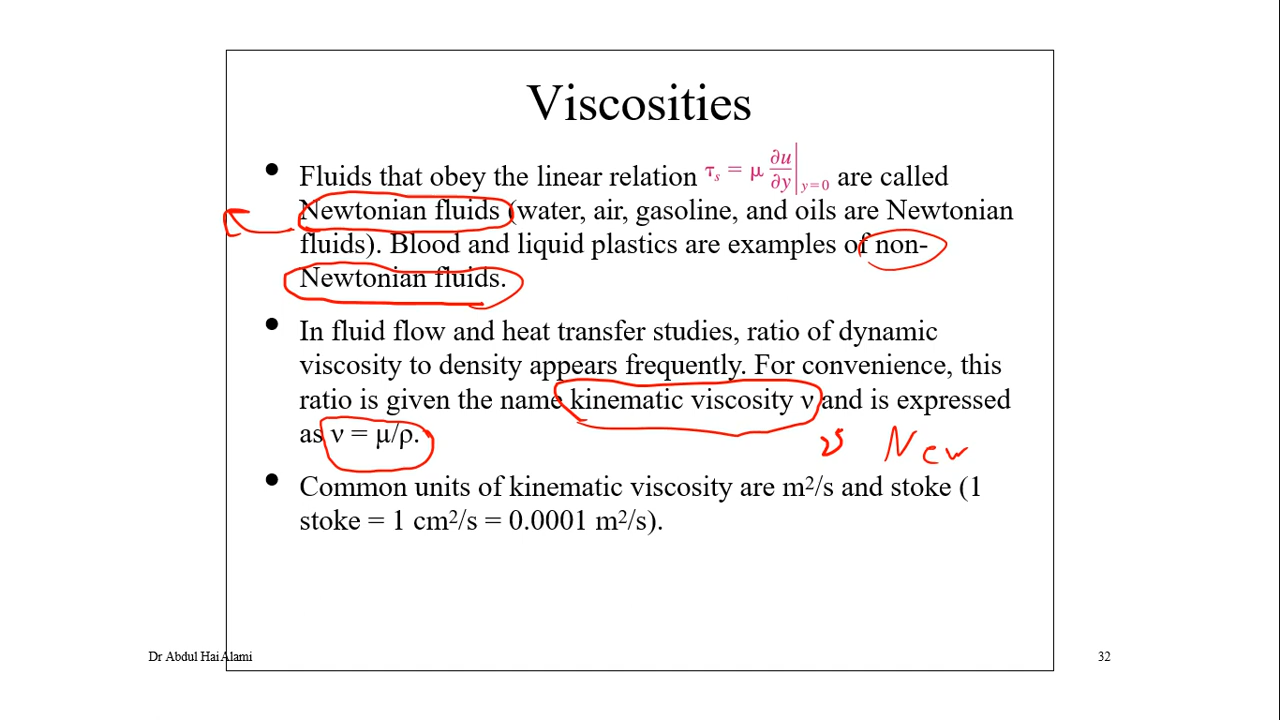 Viscosities
• Fluids that obey the linear relation τₛ = μ ∂u/∂y|y=0 are called
Newtonian fluids (water, air, gasoline, and oils are Newtonian
fluids). Blood and liquid plastics are examples of non-
Newtonian fluids.
• In fluid flow and heat transfer studies, ratio of dynamic
viscosity to density appears frequently. For convenience, this
ratio is given the name kinematic viscosity ν and is expressed
as ν = μ/ρ.
New
• Common units of kinematic viscosity are m²/s and stoke (1
stoke = 1 cm²/s = 0.0001 m²/s).
Dr Abdul Hai Alami
32